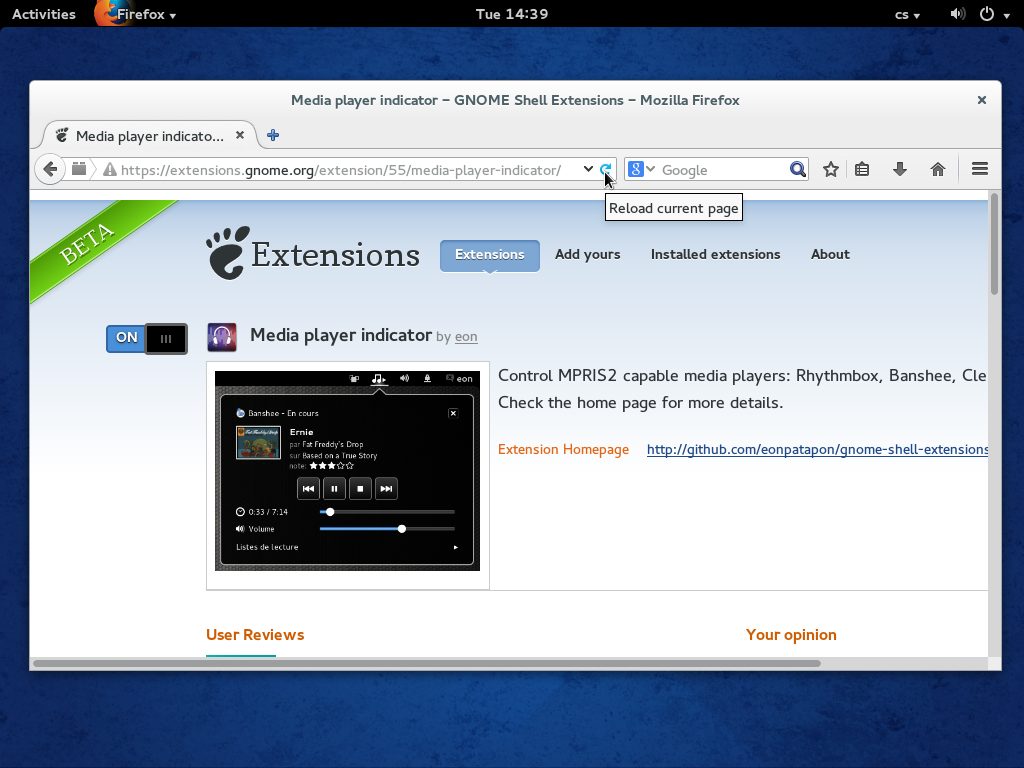 Activities Firefox Tue 14:39 cs
Media player indicator – GNOME Shell Extensions – Mozilla Firefox
Media player indicato...
https://extensions.gnome.org/extension/55/media-player-indicator/ Google
Reload current page
BETA
Extensions Extensions Add yours Installed extensions About
ON Media player indicator by eon
eon
Banshee - En cours
Ernie
par Fat Freddy's Drop
sur Based on a True Story
note:
0:33 / 7:14
Volume
Listes de lecture
Control MPRIS2 capable media players: Rhythmbox, Banshee, Cle
Check the home page for more details.
Extension Homepage http://github.com/eonpatapon/gnome-shell-extensions
User Reviews Your opinion